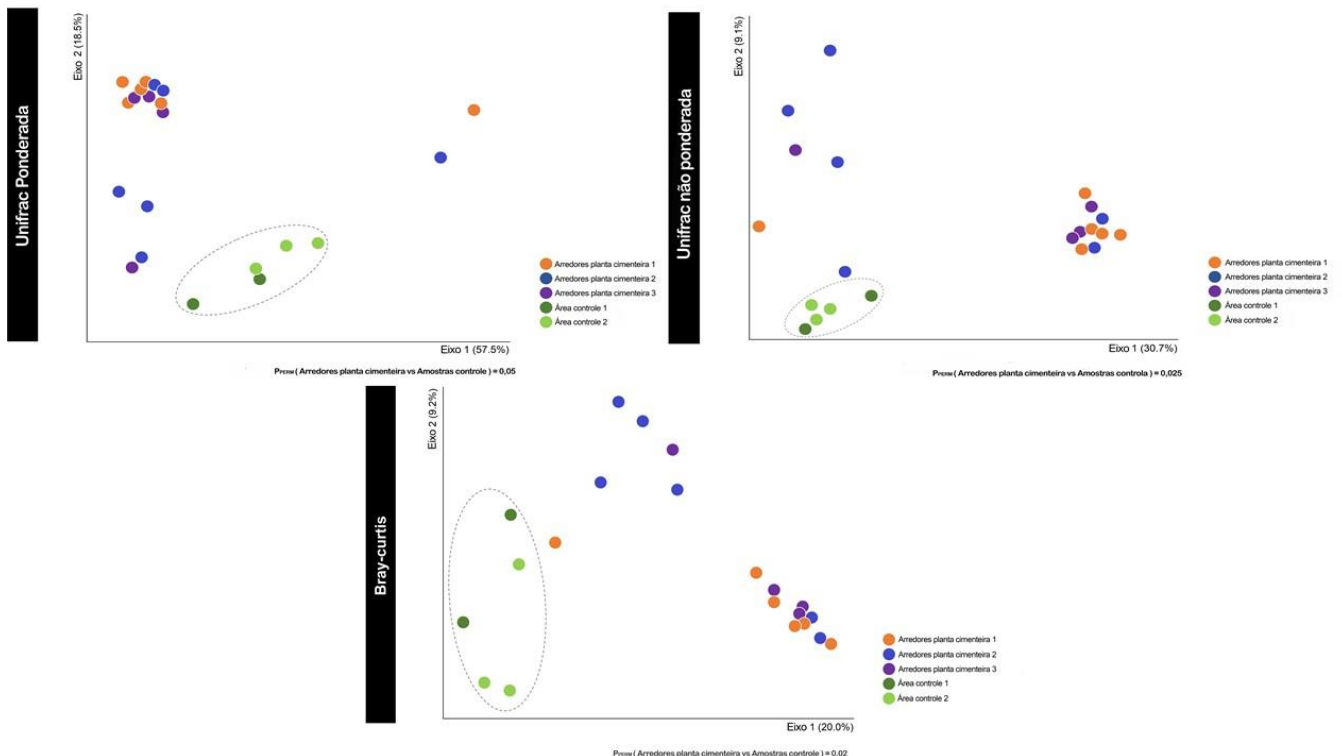 Unifrac Ponderada
Eixo 2 (18.5%)
Arredores planta cimenteira 1
Arredores planta cimenteira 2
Arredores planta cimenteira 3
Área controle 1
Área controle 2
Eixo 1 (57.5%)
PPERM ( Arredores planta cimenteira vs Amostras controle ) = 0,05
Unifrac não ponderada
Eixo 2 (9.1%)
Arredores planta cimenteira 1
Arredores planta cimenteira 2
Arredores planta cimenteira 3
Área controle 1
Área controle 2
Eixo 1 (30.7%)
PPERM ( Arredores planta cimenteira vs Amostras controla ) = 0,025
Bray-curtis
Eixo 2 (9.2%)
Arredores planta cimenteira 1
Arredores planta cimenteira 2
Arredores planta cimenteira 3
Área controle 1
Área controle 2
Eixo 1 (20.0%)
PPERM ( Arredores planta cimenteira vs Amostras controle ) = 0.02